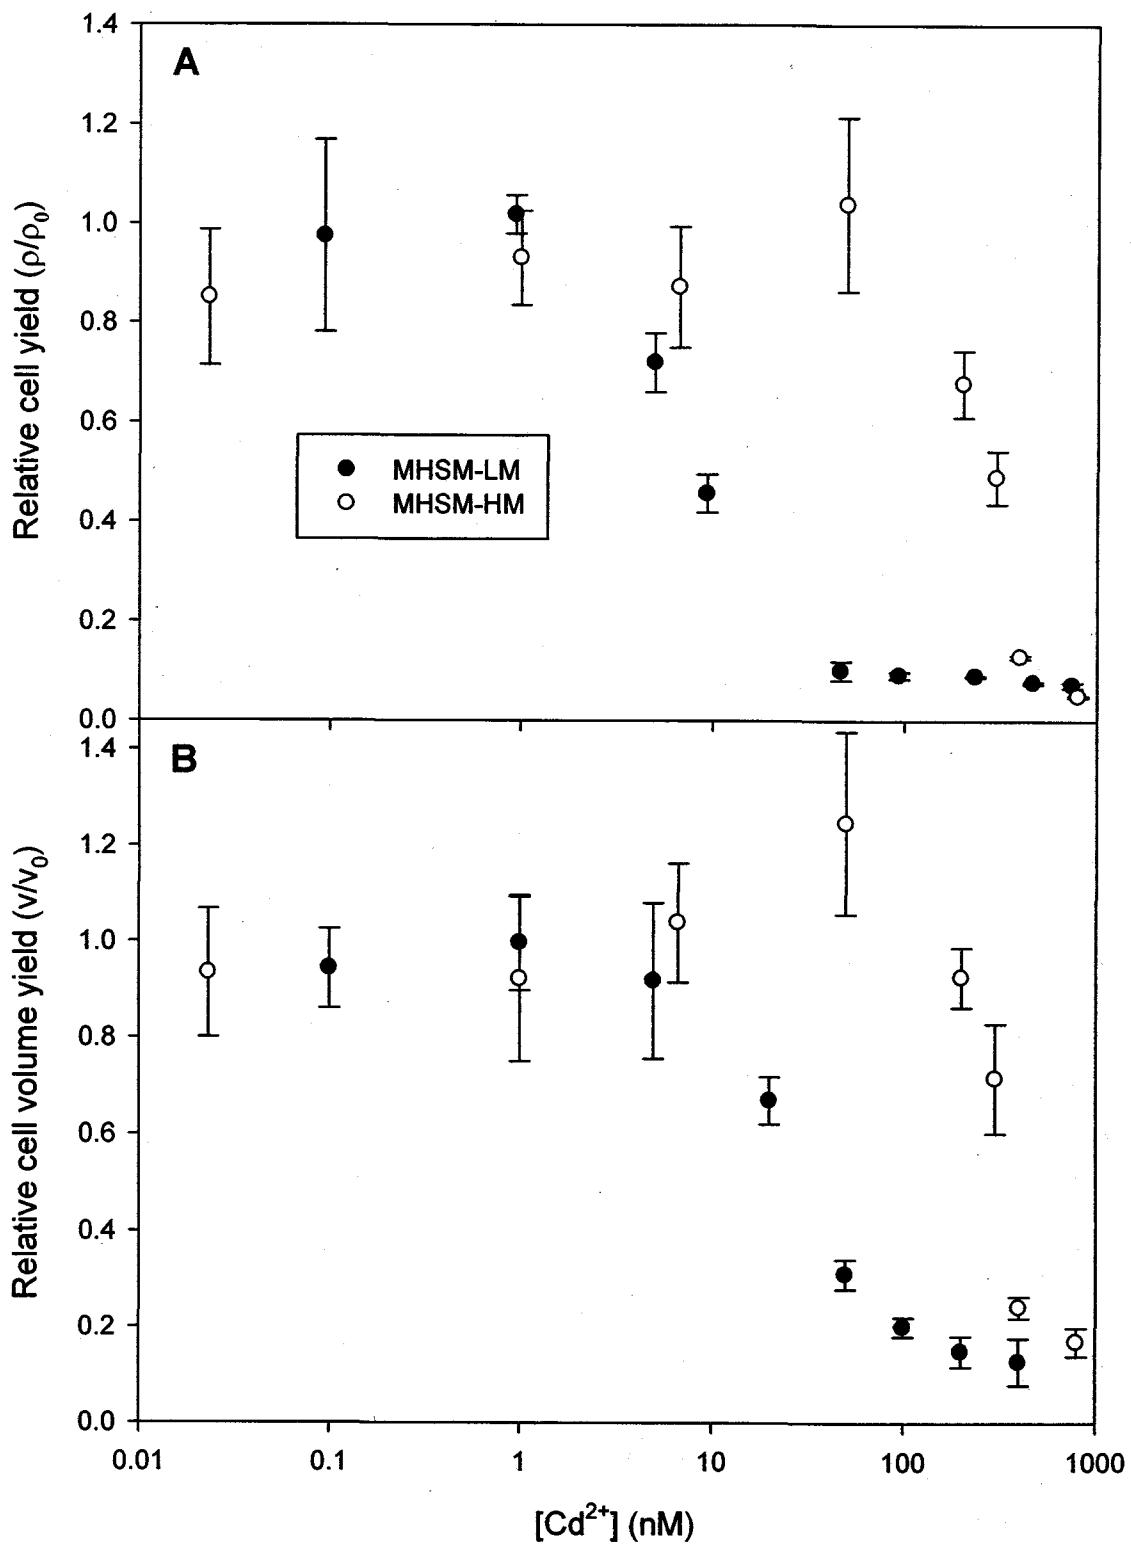 A
1.4
1.2
1.0
0.8
0.6
0.4
0.2
0.0
Relative cell yield (ρ/ρ₀)
MHSM-LM
MHSM-HM
B
1.4
1.2
1.0
0.8
0.6
0.4
0.2
0.0
Relative cell volume yield (v/v₀)
0.01 0.1 1 10 100 1000
[Cd²⁺] (nM)